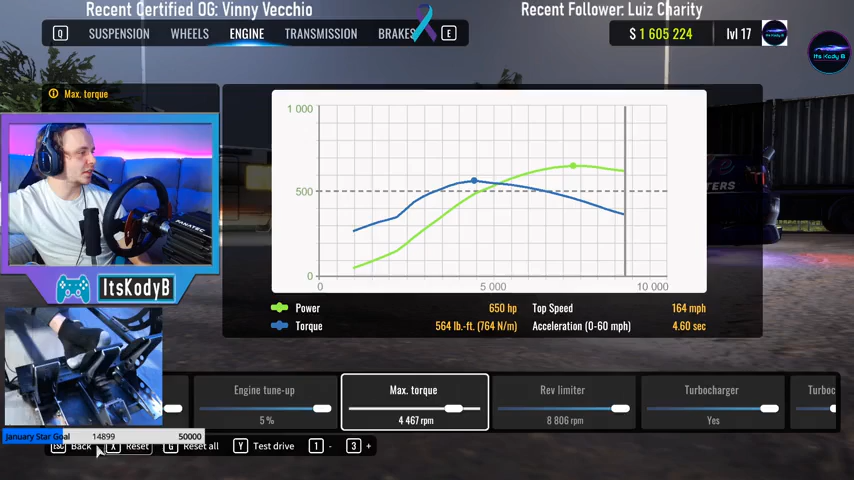 Recent Certified OG: Vinny Vecchio
Recent Follower: Luiz Charity
Q SUSPENSION WHEELS ENGINE TRANSMISSION BRAKES E
$ 1 605 224 lvl 17
Its Kody B
Max. torque
1 000
500
0
0 5 000 10 000
Power 650 hp Top Speed 164 mph
Torque 564 lb.-ft. (764 N/m) Acceleration (0-60 mph) 4.60 sec
FANATEC
TERS
ItsKodyB
Engine tune-up
5 %
Max. torque
4 467 rpm
Rev limiter
8 806 rpm
Turbocharger
Yes
Turboc
January Star Goal 14899 50000
ESC Back X Reset G Reset all Y Test drive 1 - 3 +